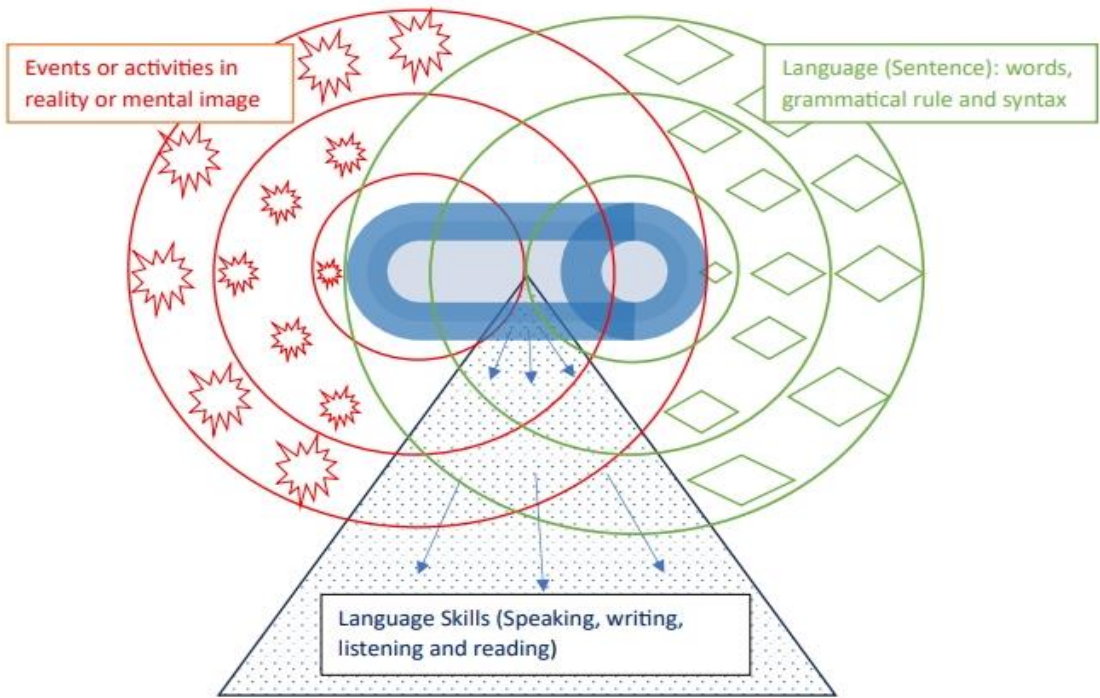 Events or activities in
reality or mental image
Language (Sentence): words,
grammatical rule and syntax
Language Skills (Speaking, writing,
listening and reading)